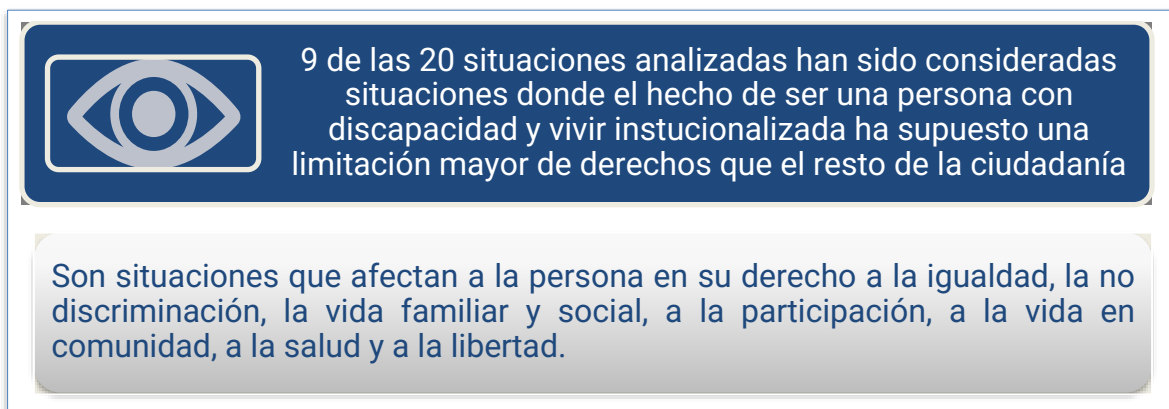 9 de las 20 situaciones analizadas han sido consideradas
situaciones donde el hecho de ser una persona con
discapacidad y vivir instucionalizada ha supuesto una
limitación mayor de derechos que el resto de la ciudadanía
Son situaciones que afectan a la persona en su derecho a la igualdad, la no
discriminación, la vida familiar y social, a la participación, a la vida en
comunidad, a la salud y a la libertad.